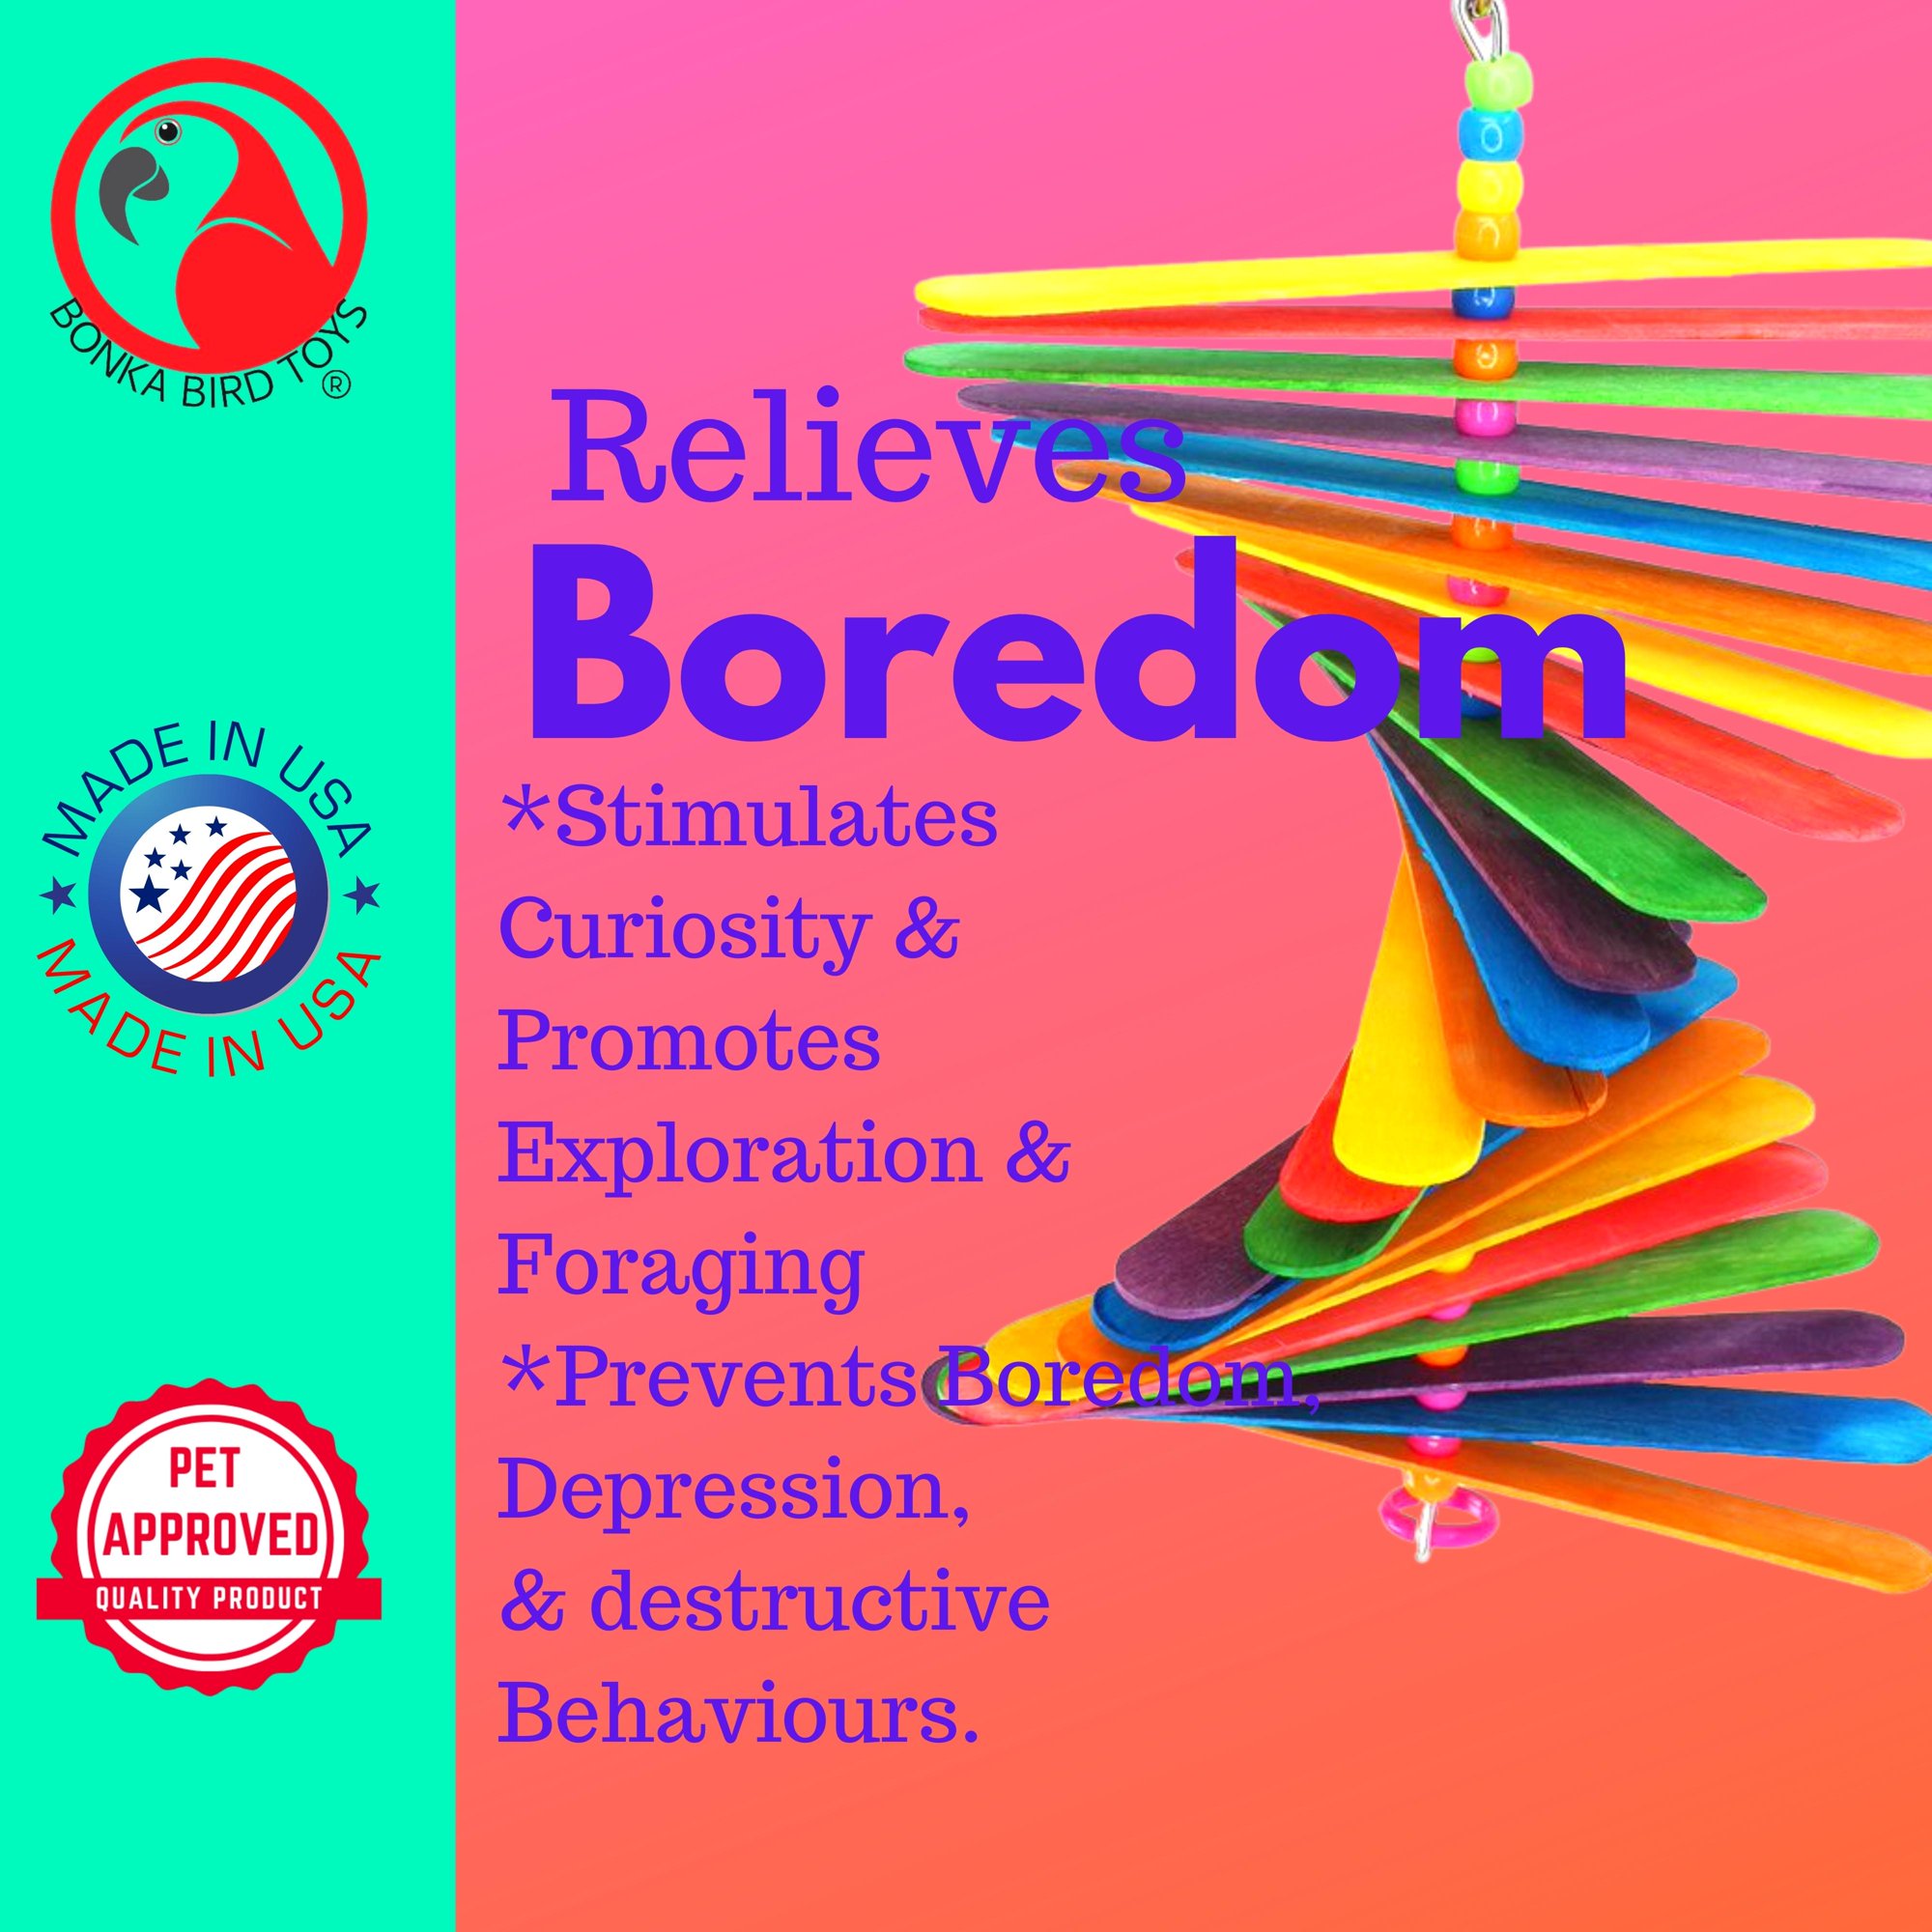 BONKA BIRD TOYS
®
MADE IN USA
MADE IN USA
PET
APPROVED
QUALITY PRODUCT
Relieves
Boredom
*Stimulates
Curiosity &
Promotes
Exploration &
Foraging
*Prevents Boredom,
Depression,
& destructive
Behaviours.